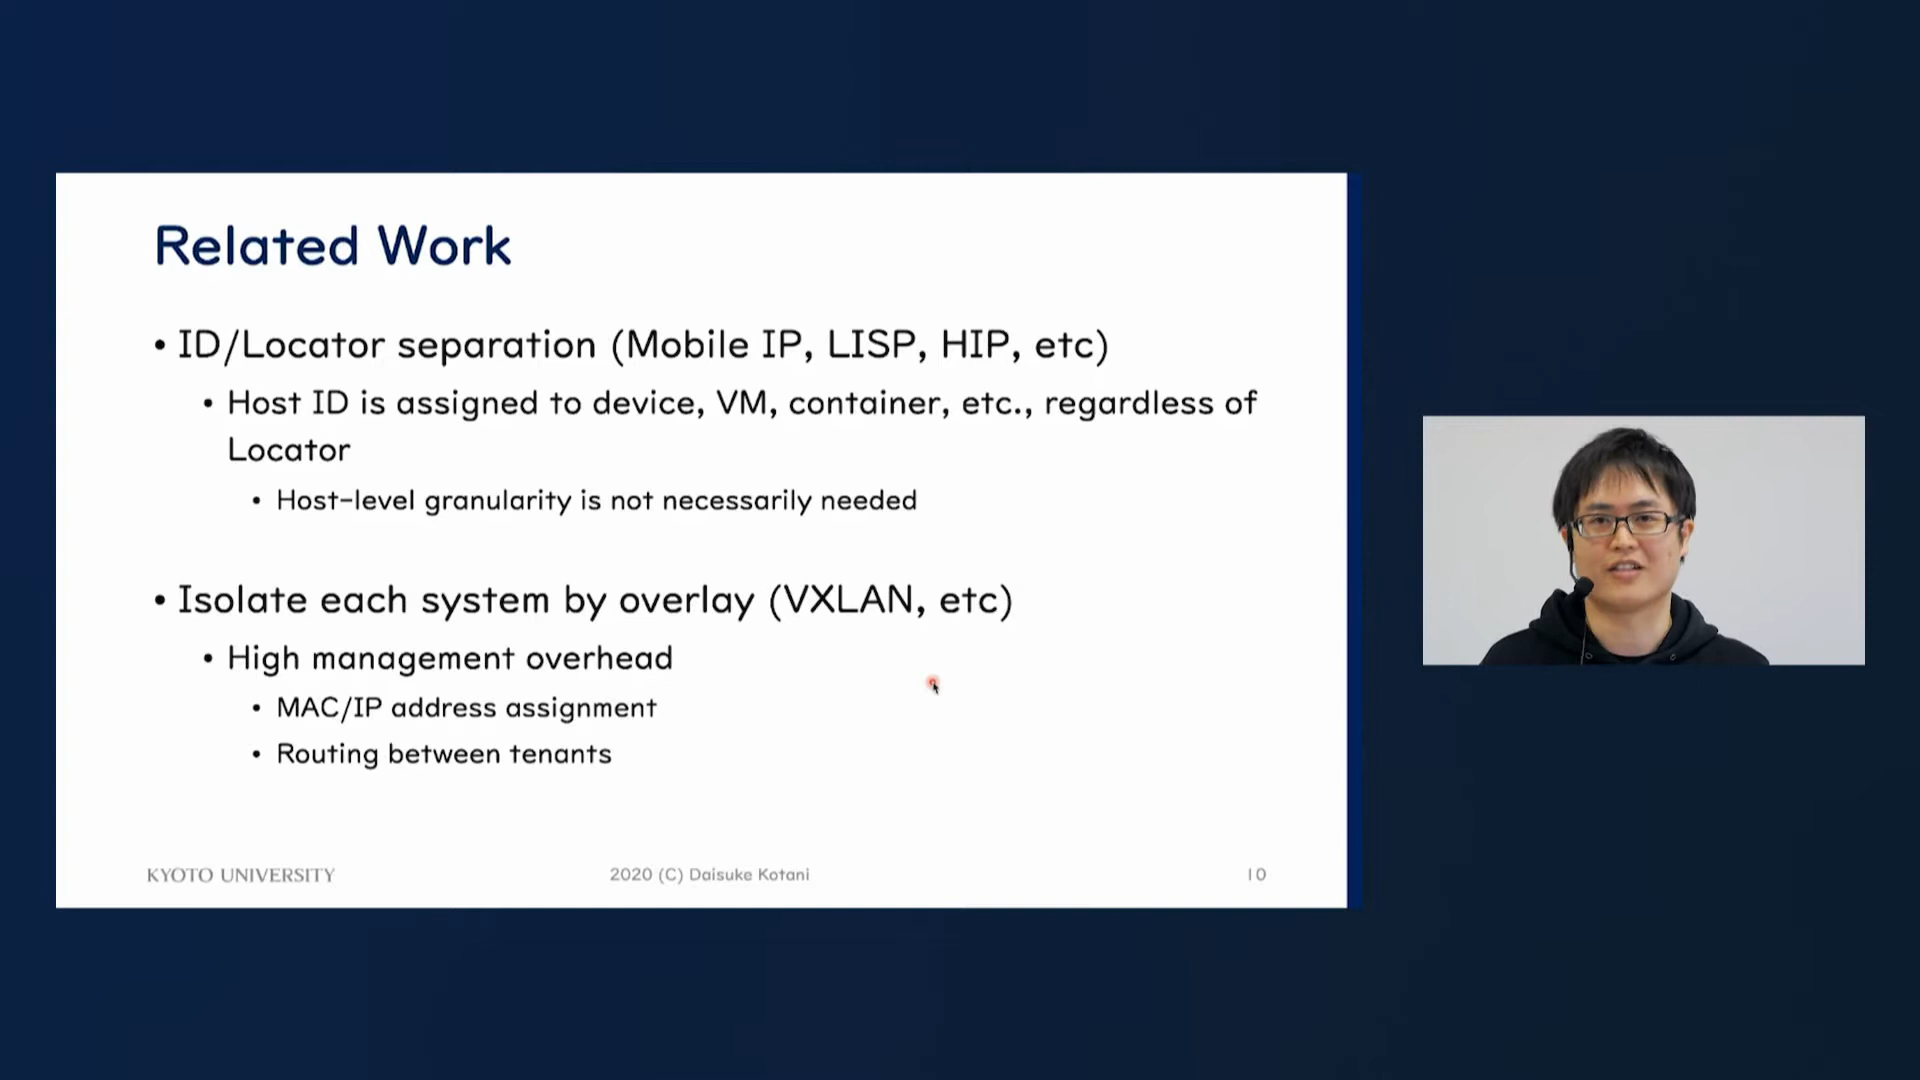 Related Work
• ID/Locator separation (Mobile IP, LISP, HIP, etc)
• Host ID is assigned to device, VM, container, etc., regardless of
Locator
• Host-level granularity is not necessarily needed
• Isolate each system by overlay (VXLAN, etc)
• High management overhead
• MAC/IP address assignment
• Routing between tenants
KYOTO UNIVERSITY
2020 (C) Daisuke Kotani
10